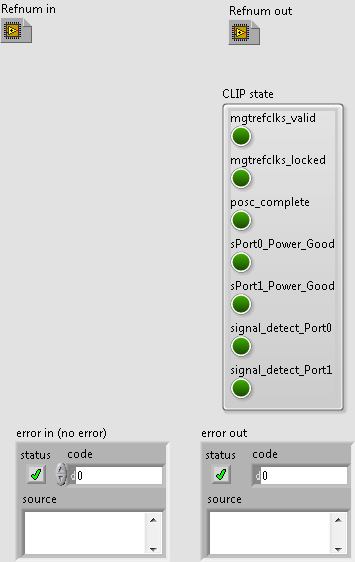 Refnum in
Refnum out
CLIP state
mgtrefclks_valid
mgtrefclks_locked
posc_complete
sPort0_Power_Good
sPort1_Power_Good
signal_detect_Port0
signal_detect_Port1
error in (no error)
status code
0
source
error out
status code
0
source